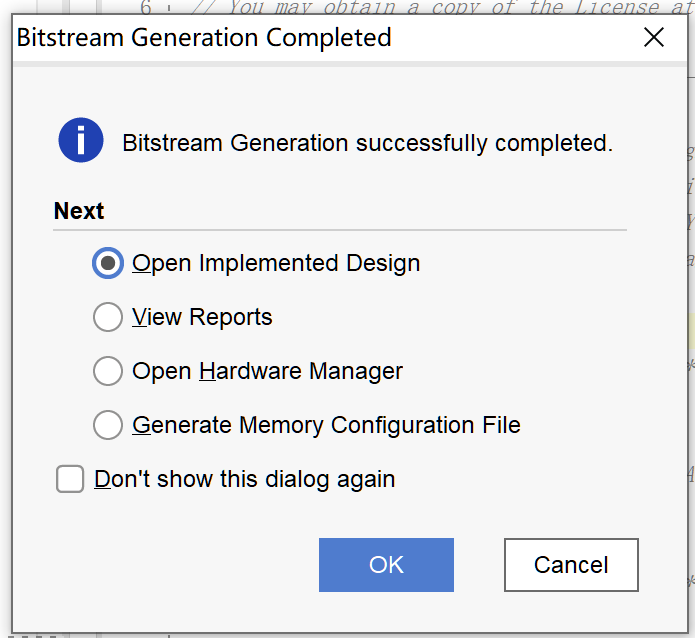 6 // You may obtain a copy of the License at
Bitstream Generation Completed
Bitstream Generation successfully completed.
Next
Open Implemented Design
View Reports
Open Hardware Manager
Generate Memory Configuration File
Don't show this dialog again
OK Cancel